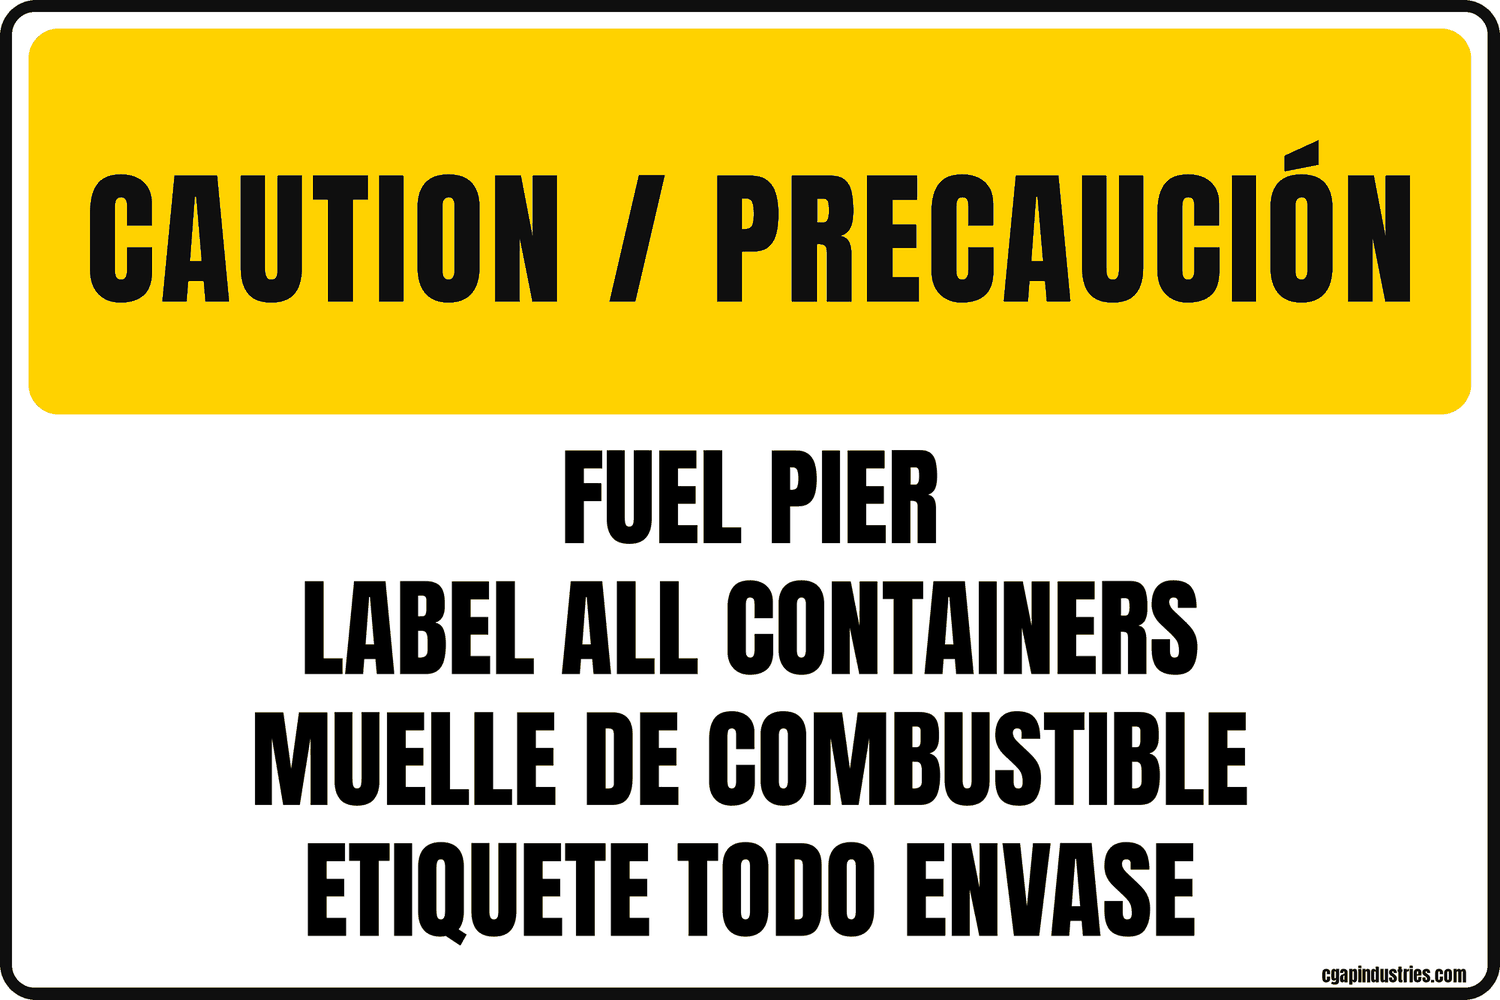 CAUTION / PRECAUCIÓN
FUEL PIER
LABEL ALL CONTAINERS
MUELLE DE COMBUSTIBLE
ETIQUETE TODO ENVASE
cgapindustries.com